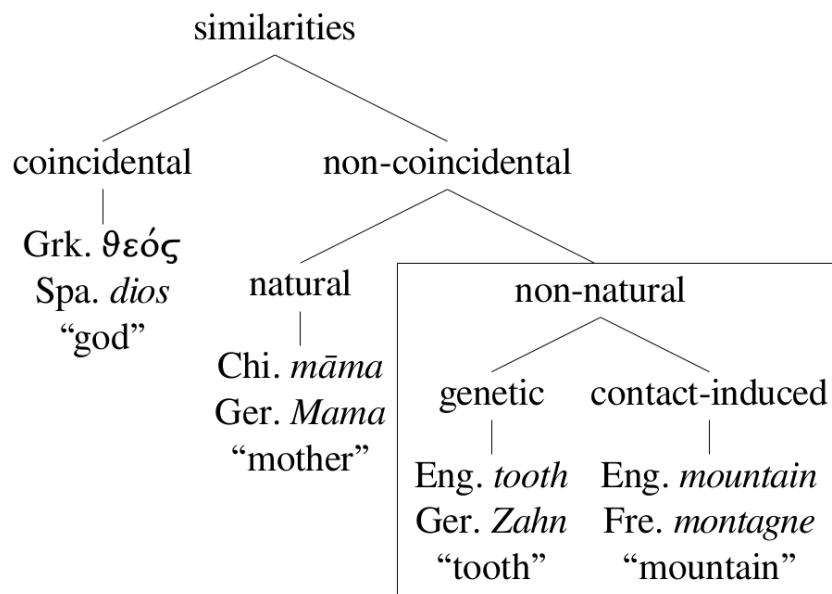 similarities
coincidental
non-coincidental
Grk. ϑεός
Spa. dios
“god”
natural
Chi. māma
Ger. Mama
“mother”
non-natural
genetic
Eng. tooth
Ger. Zahn
“tooth”
contact-induced
Eng. mountain
Fre. montagne
“mountain”